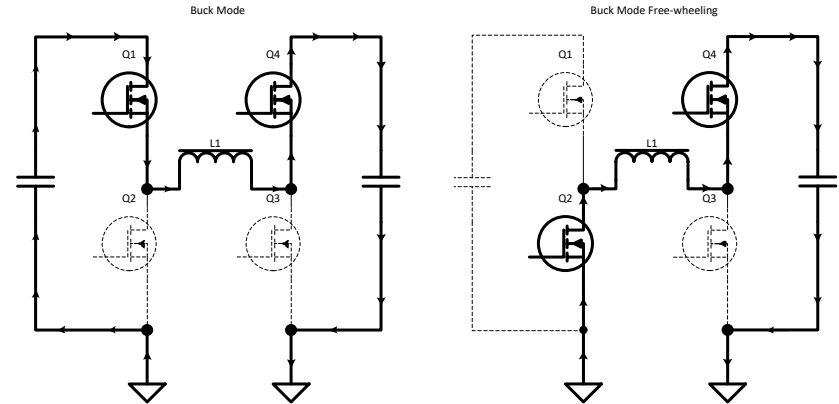 Buck Mode
Buck Mode Free-wheeling
Q1
Q4
Q1
Q4
L1
L1
Q2
Q3
Q2
Q3